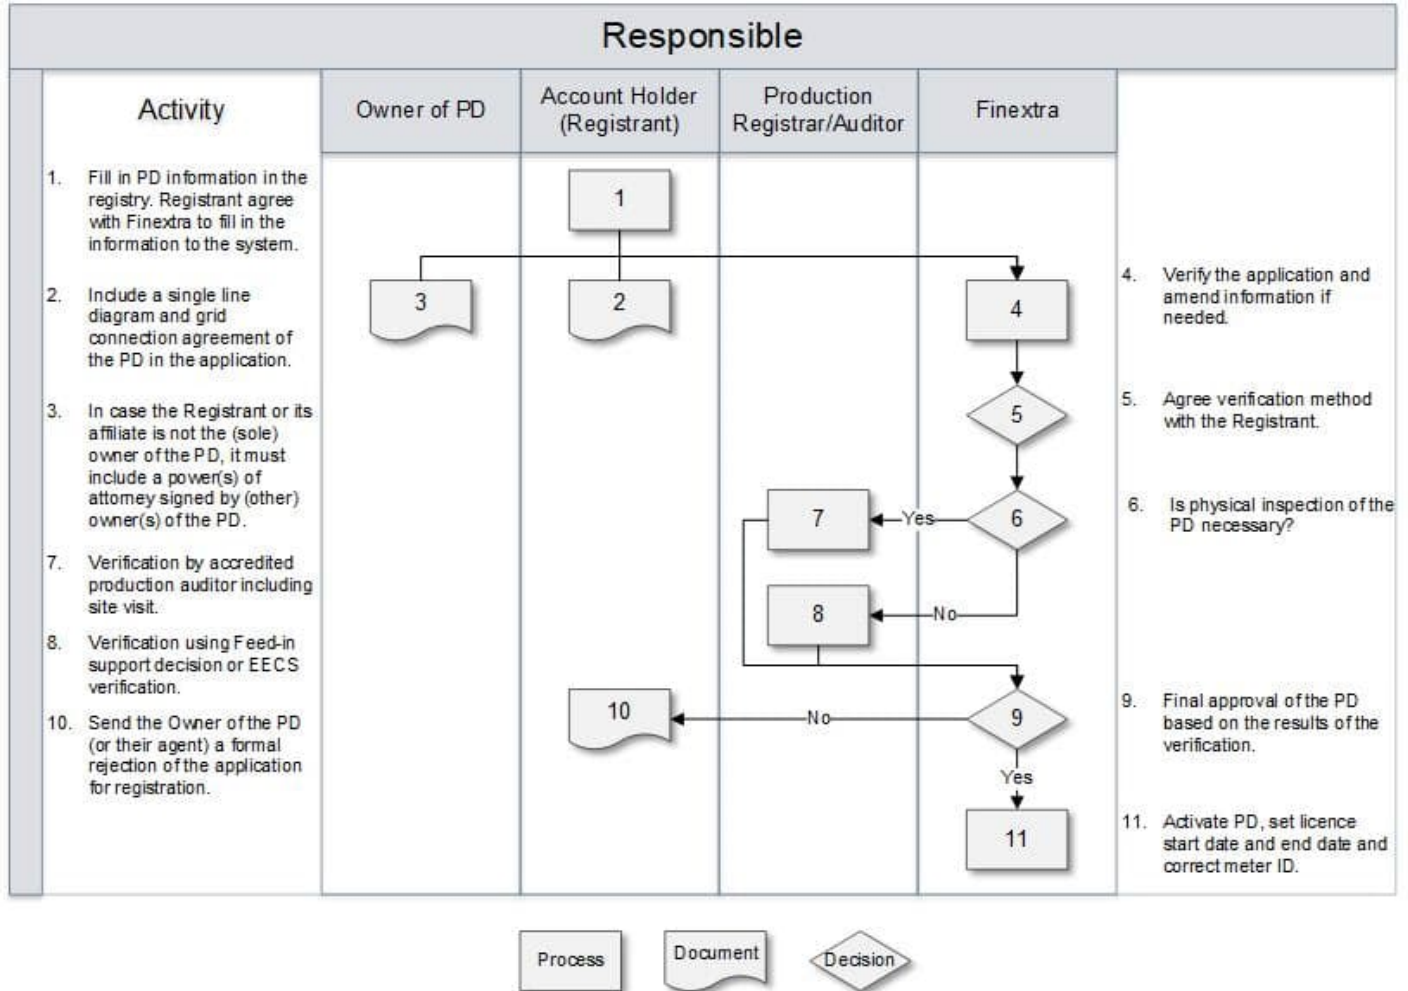 Responsible
Activity
Owner of PD
Account Holder
(Registrant)
Production
Registrar/Auditor
Finextra
1. Fill in PD information in the
registry. Registrant agree
with Finextra to fill in the
information to the system.
2. Include a single line
diagram and grid
connection agreement of
the PD in the application.
3. In case the Registrant or its
affiliate is not the (sole)
owner of the PD, it must
include a power(s) of
attorney signed by (other)
owner(s) of the PD.
7. Verification by accredited
production auditor including
site visit.
8. Verification using Feed-in
support decision or EECS
verification.
10. Send the Owner of the PD
(or their agent) a formal
rejection of the application
for registration.
1
3
2
4
5
7
Yes
6
8
No
10
No
9
Yes
11
4. Verify the application and
amend information if
needed.
5. Agree verification method
with the Registrant.
6. Is physical inspection of the
PD necessary?
9. Final approval of the PD
based on the results of the
verification.
11. Activate PD, set licence
start date and end date and
correct meter ID.
Process
Document
Decision